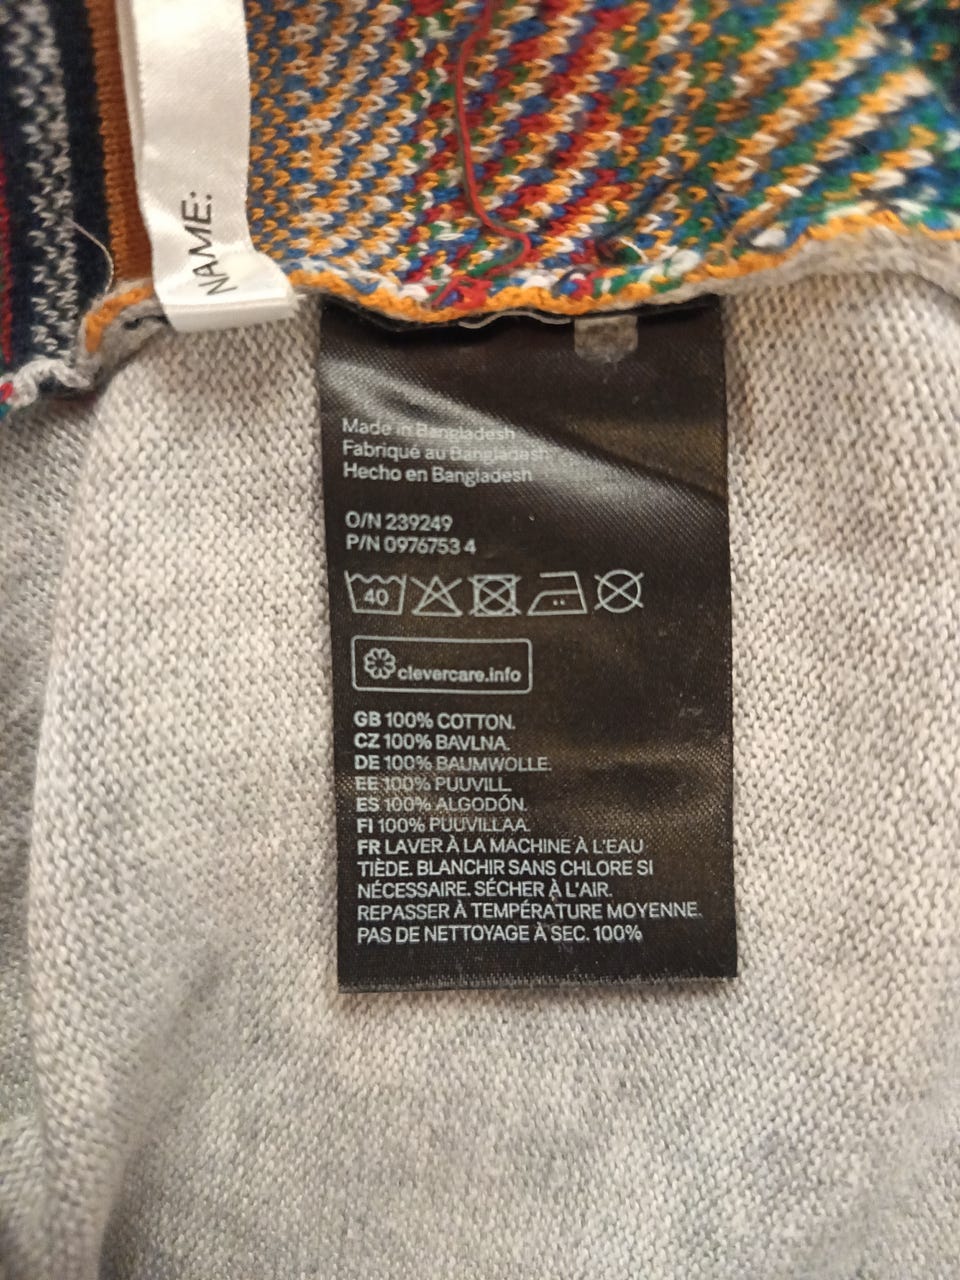 NAME:
Made in Bangladesh
Fabriqué au Bangladesh
Hecho en Bangladesh
O/N 239249
P/N 0976753 4
40
clevercare.info
GB 100% COTTON.
CZ 100% BAVLNA.
DE 100% BAUMWOLLE.
EE 100% PUUVILL.
ES 100% ALGODÓN.
FI 100% PUUVILLAA.
FR LAVER À LA MACHINE À L'EAU
TIÈDE. BLANCHIR SANS CHLORE SI
NÉCESSAIRE. SÉCHER À L'AIR.
REPASSER À TEMPÉRATURE MOYENNE.
PAS DE NETTOYAGE À SEC. 100%